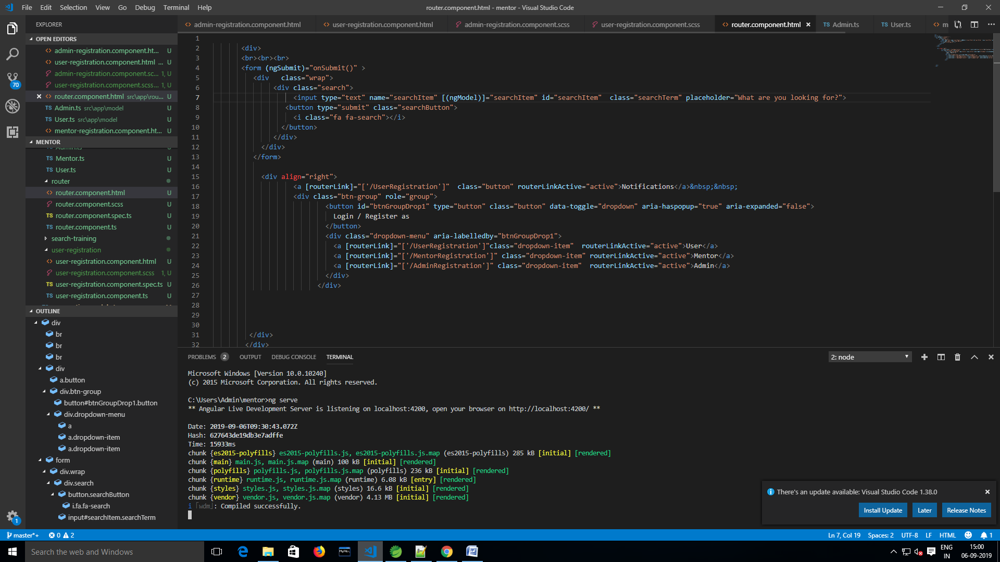 File Edit Selection View Go Debug Terminal Help
router.component.html - mentor - Visual Studio Code
EXPLORER
OPEN EDITORS
admin-registration.component.ht... U
user-registration.component.html ... U
admin-registration.component.sc... 1, U
user-registration.component.scss... 1, U
router.component.html src\app\rou... U
Admin.ts src\app\model U
User.ts src\app\model U
mentor-registration.component.ht... U
MENTOR
Admin.ts
TS Mentor.ts U
TS User.ts U
router
router.component.html U
router.component.scss U
TS router.component.spec.ts U
TS router.component.ts U
search-training
user-registration
user-registration.component.html U
user-registration.component.scss 1, U
TS user-registration.component.spec.ts U
TS user-registration.component.ts U
OUTLINE
div
br
br
br
div
a.button
div.btn-group
button#btnGroupDrop1.button
div.dropdown-menu
a
a.dropdown-item
a.dropdown-item
form
div.wrap
div.search
button.searchButton
i.fa.fa-search
input#searchItem.searchTerm
admin-registration.component.html user-registration.component.html admin-registration.component.scss user-registration.component.scss router.component.html TS Admin.ts TS User.ts m
1
2 <div>
3 <br><br><br>
4 <form (ngSubmit)="onSubmit()" >
5 <div class="wrap">
6 <div class="search">
7 <input type="text" name="searchItem" [(ngModel)]="searchItem" id="searchItem" class="searchTerm" placeholder="What are you looking for?">
8 <button type="submit" class="searchButton">
9 <i class="fa fa-search"></i>
10 </button>
11 </div>
12 </div>
13 </form>
14
15 <div align="right">
16 <a [routerLink]="['/UserRegistration']" class="button" routerLinkActive="active">Notifications</a>&nbsp;&nbsp;
17 <div class="btn-group" role="group">
18 <button id="btnGroupDrop1" type="button" class="button" data-toggle="dropdown" aria-haspopup="true" aria-expanded="false">
19 Login / Register as
20 </button>
21 <div class="dropdown-menu" aria-labelledby="btnGroupDrop1">
22 <a [routerLink]="['/UserRegistration']"class="dropdown-item" routerLinkActive="active">User</a>
23 <a [routerLink]="['/MentorRegistration']" class="dropdown-item" routerLinkActive="active">Mentor</a>
24 <a [routerLink]="['/AdminRegistration']" class="dropdown-item" routerLinkActive="active">Admin</a>
25 </div>
26 </div>
27
28
29
30
31 </div>
32 </div>
PROBLEMS 2 OUTPUT DEBUG CONSOLE TERMINAL
2: node
Microsoft Windows [Version 10.0.10240]
(c) 2015 Microsoft Corporation. All rights reserved.
C:\Users\Admin\mentor>ng serve
** Angular Live Development Server is listening on localhost:4200, open your browser on http://localhost:4200/ **
Date: 2019-09-06T09:30:43.072Z
Hash: 627643de19db3e7adffe
Time: 15933ms
chunk {es2015-polyfills} es2015-polyfills.js, es2015-polyfills.js.map (es2015-polyfills) 285 kB [initial] [rendered]
chunk {main} main.js, main.js.map (main) 100 kB [initial] [rendered]
chunk {polyfills} polyfills.js, polyfills.js.map (polyfills) 236 kB [initial] [rendered]
chunk {runtime} runtime.js, runtime.js.map (runtime) 6.08 kB [entry] [rendered]
chunk {styles} styles.js, styles.js.map (styles) 16.6 kB [initial] [rendered]
chunk {vendor} vendor.js, vendor.js.map (vendor) 4.13 MB [initial] [rendered]
i ｢wdm｣: Compiled successfully.
There's an update available: Visual Studio Code 1.38.0
Install Update Later Release Notes
70
1
master*+ 0 2
Ln 7, Col 19 Spaces: 2 UTF-8 LF HTML 1
Search the web and Windows
MySQL
ENG
IN
15:00
06-09-2019